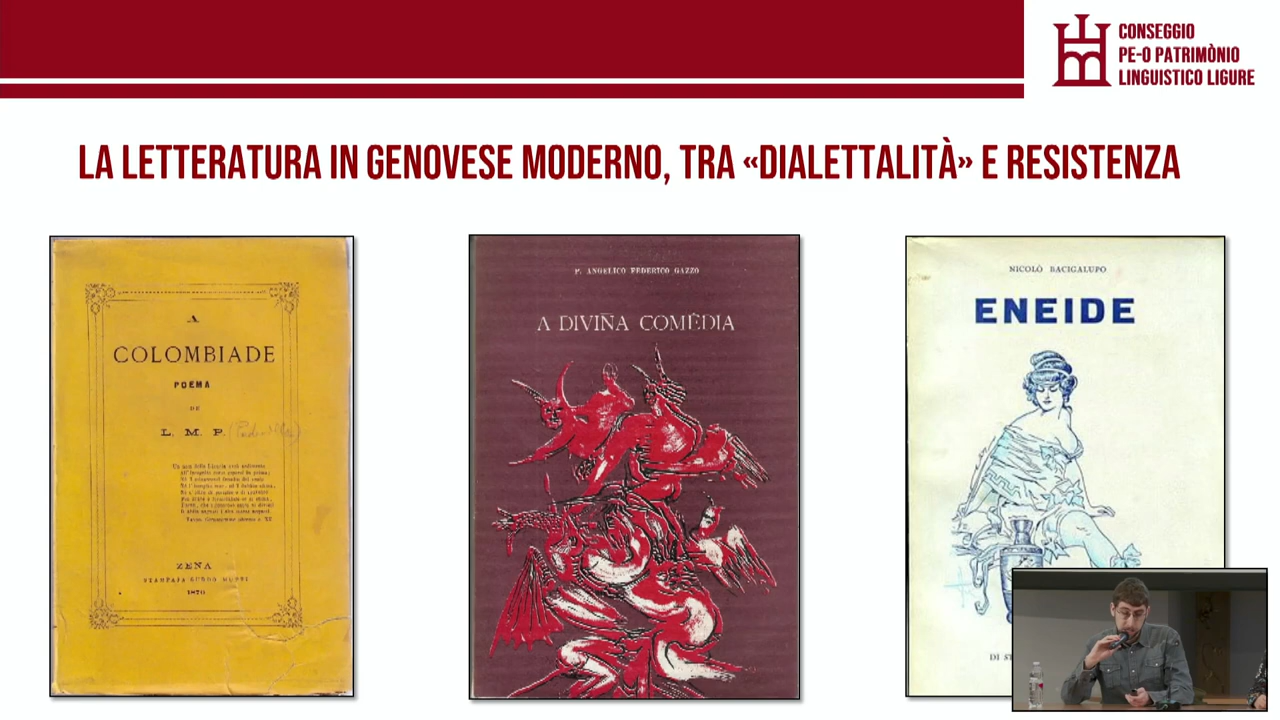 CONSEGGIO
PE-O PATRIMÒNIO
LINGUISTICO LIGURE
LA LETTERATURA IN GENOVESE MODERNO, TRA «DIALETTALITÀ» E RESISTENZA
A
COLOMBIADE
POEMA
DE
L. M. P.
ZENA
1870
P. ANGELICO FEDERICO GAZZO
A DIVIÑA COMÊDIA
NICOLÒ BACIGALUPO
ENEIDE